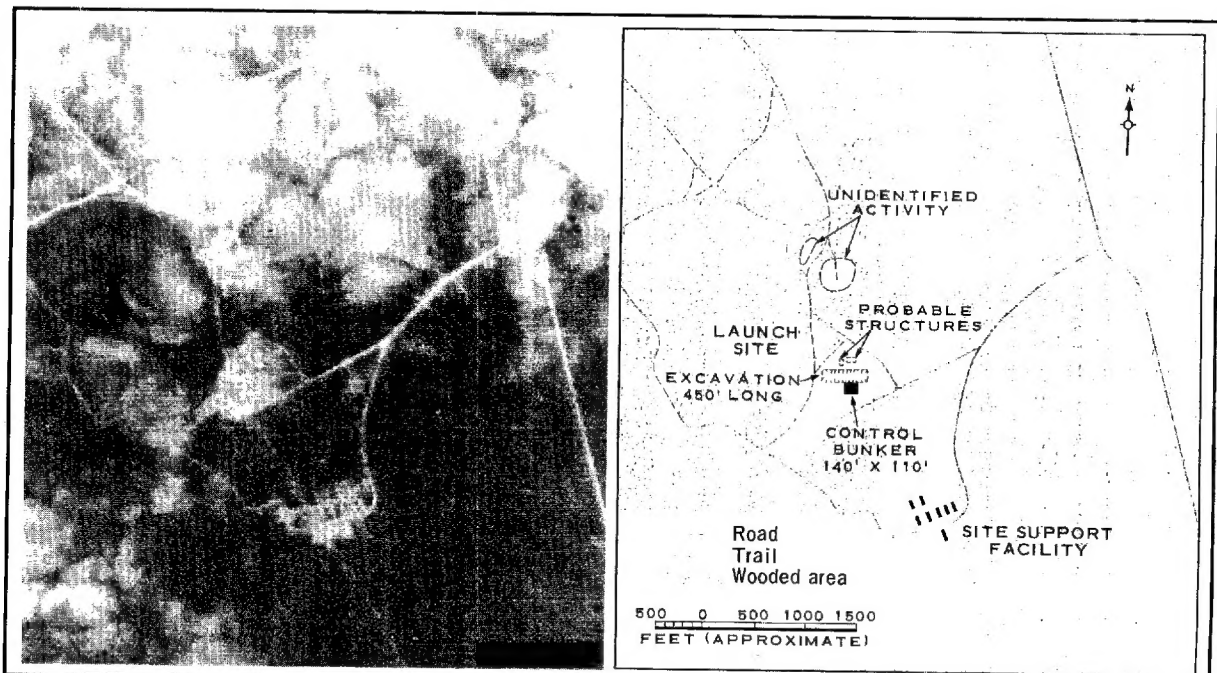 N
UNIDENTIFIED
ACTIVITY
PROBABLE
STRUCTURES
LAUNCH
SITE
EXCAVATION
450' LONG
CONTROL
BUNKER
140' X 110'
SITE SUPPORT
FACILITY
Road
Trail
Wooded area
500 0 500 1000 1500
FEET (APPROXIMATE)